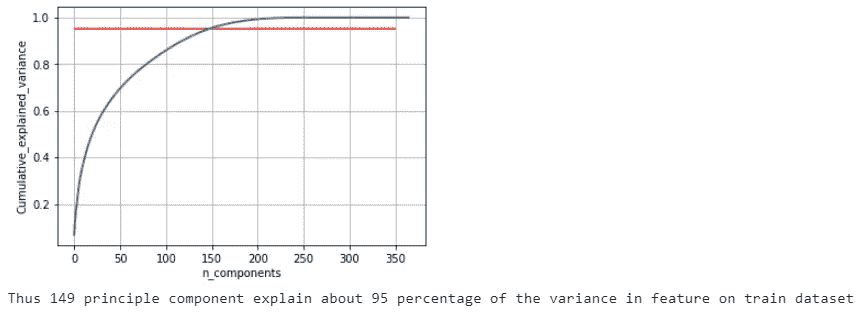 1.0
0.8
0.6
0.4
0.2
Cumulative_explained_variance
0 50 100 150 200 250 300 350
n_components
Thus 149 principle component explain about 95 percentage of the variance in feature on train dataset